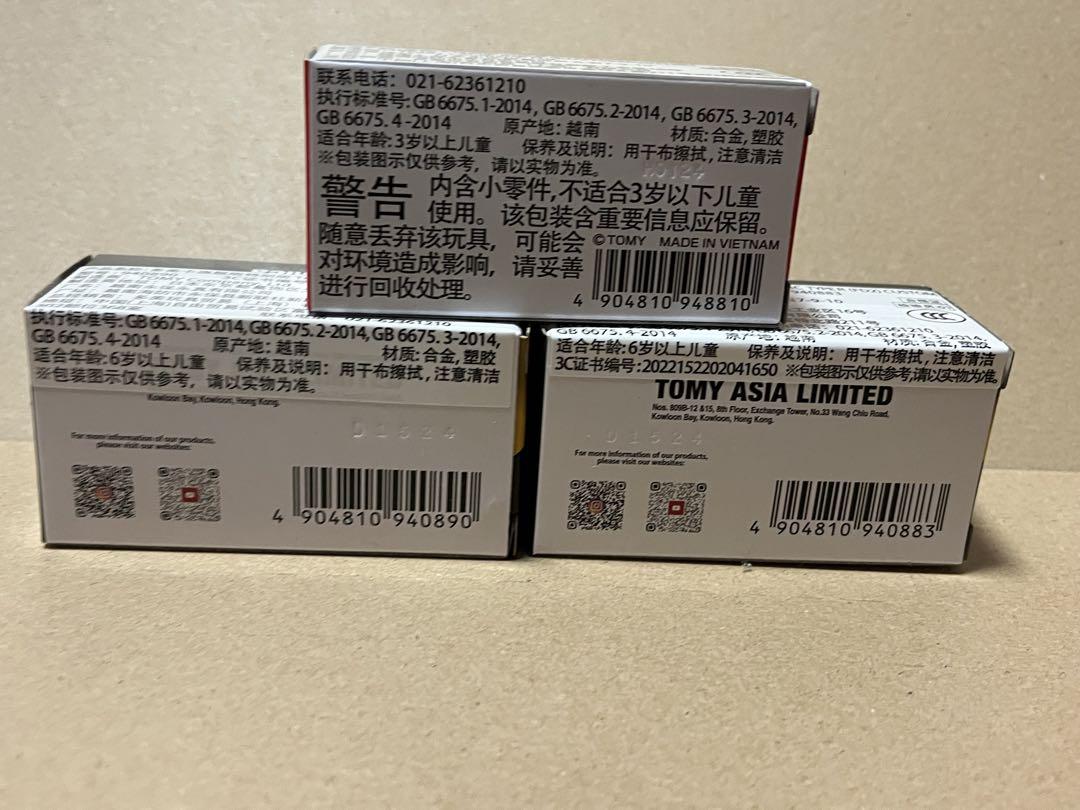 联系电话：021-62361210
执行标准号: GB 6675.1-2014, GB 6675.2-2014, GB 6675.3-2014,
GB 6675.4-2014 原产地: 越南 材质: 合金, 塑胶
适合年龄: 3岁以上儿童 保养及说明：用干布擦拭, 注意清洁
※包装图示仅供参考，请以实物为准。
警告 内含小零件, 不适合3岁以下儿童
使用。该包装含重要信息应保留。
随意丢弃该玩具，可能会
对环境造成影响，请妥善
进行回收处理。
©TOMY MADE IN VIETNAM
4 904810 948810
执行标准号: GB 6675.1-2014, GB 6675.2-2014, GB 6675.3-2014,
GB 6675.4-2014 原产地: 越南 材质: 合金, 塑胶
适合年龄: 6岁以上儿童 保养及说明：用干布擦拭, 注意清洁
※包装图示仅供参考，请以实物为准。
Kowloon Bay, Kowloon, Hong Kong.
01524
For more information of our products,
please visit our websites:
4 904810 940890
021-62361210
GB 6675.4-2014 原产地: 越南 材质: 合金, 塑胶
适合年龄: 6岁以上儿童 保养及说明：用干布擦拭, 注意清洁
3C证书编号: 2022152202041650 ※包装图示仅供参考, 请以实物为准。
TOMY ASIA LIMITED
Nos. 809B-12 &15, 8th Floor, Exchange Tower, No.33 Wang Chiu Road,
Kowloon Bay, Kowloon, Hong Kong.
01524
For more information of our products,
please visit our websites:
4 904810 940883